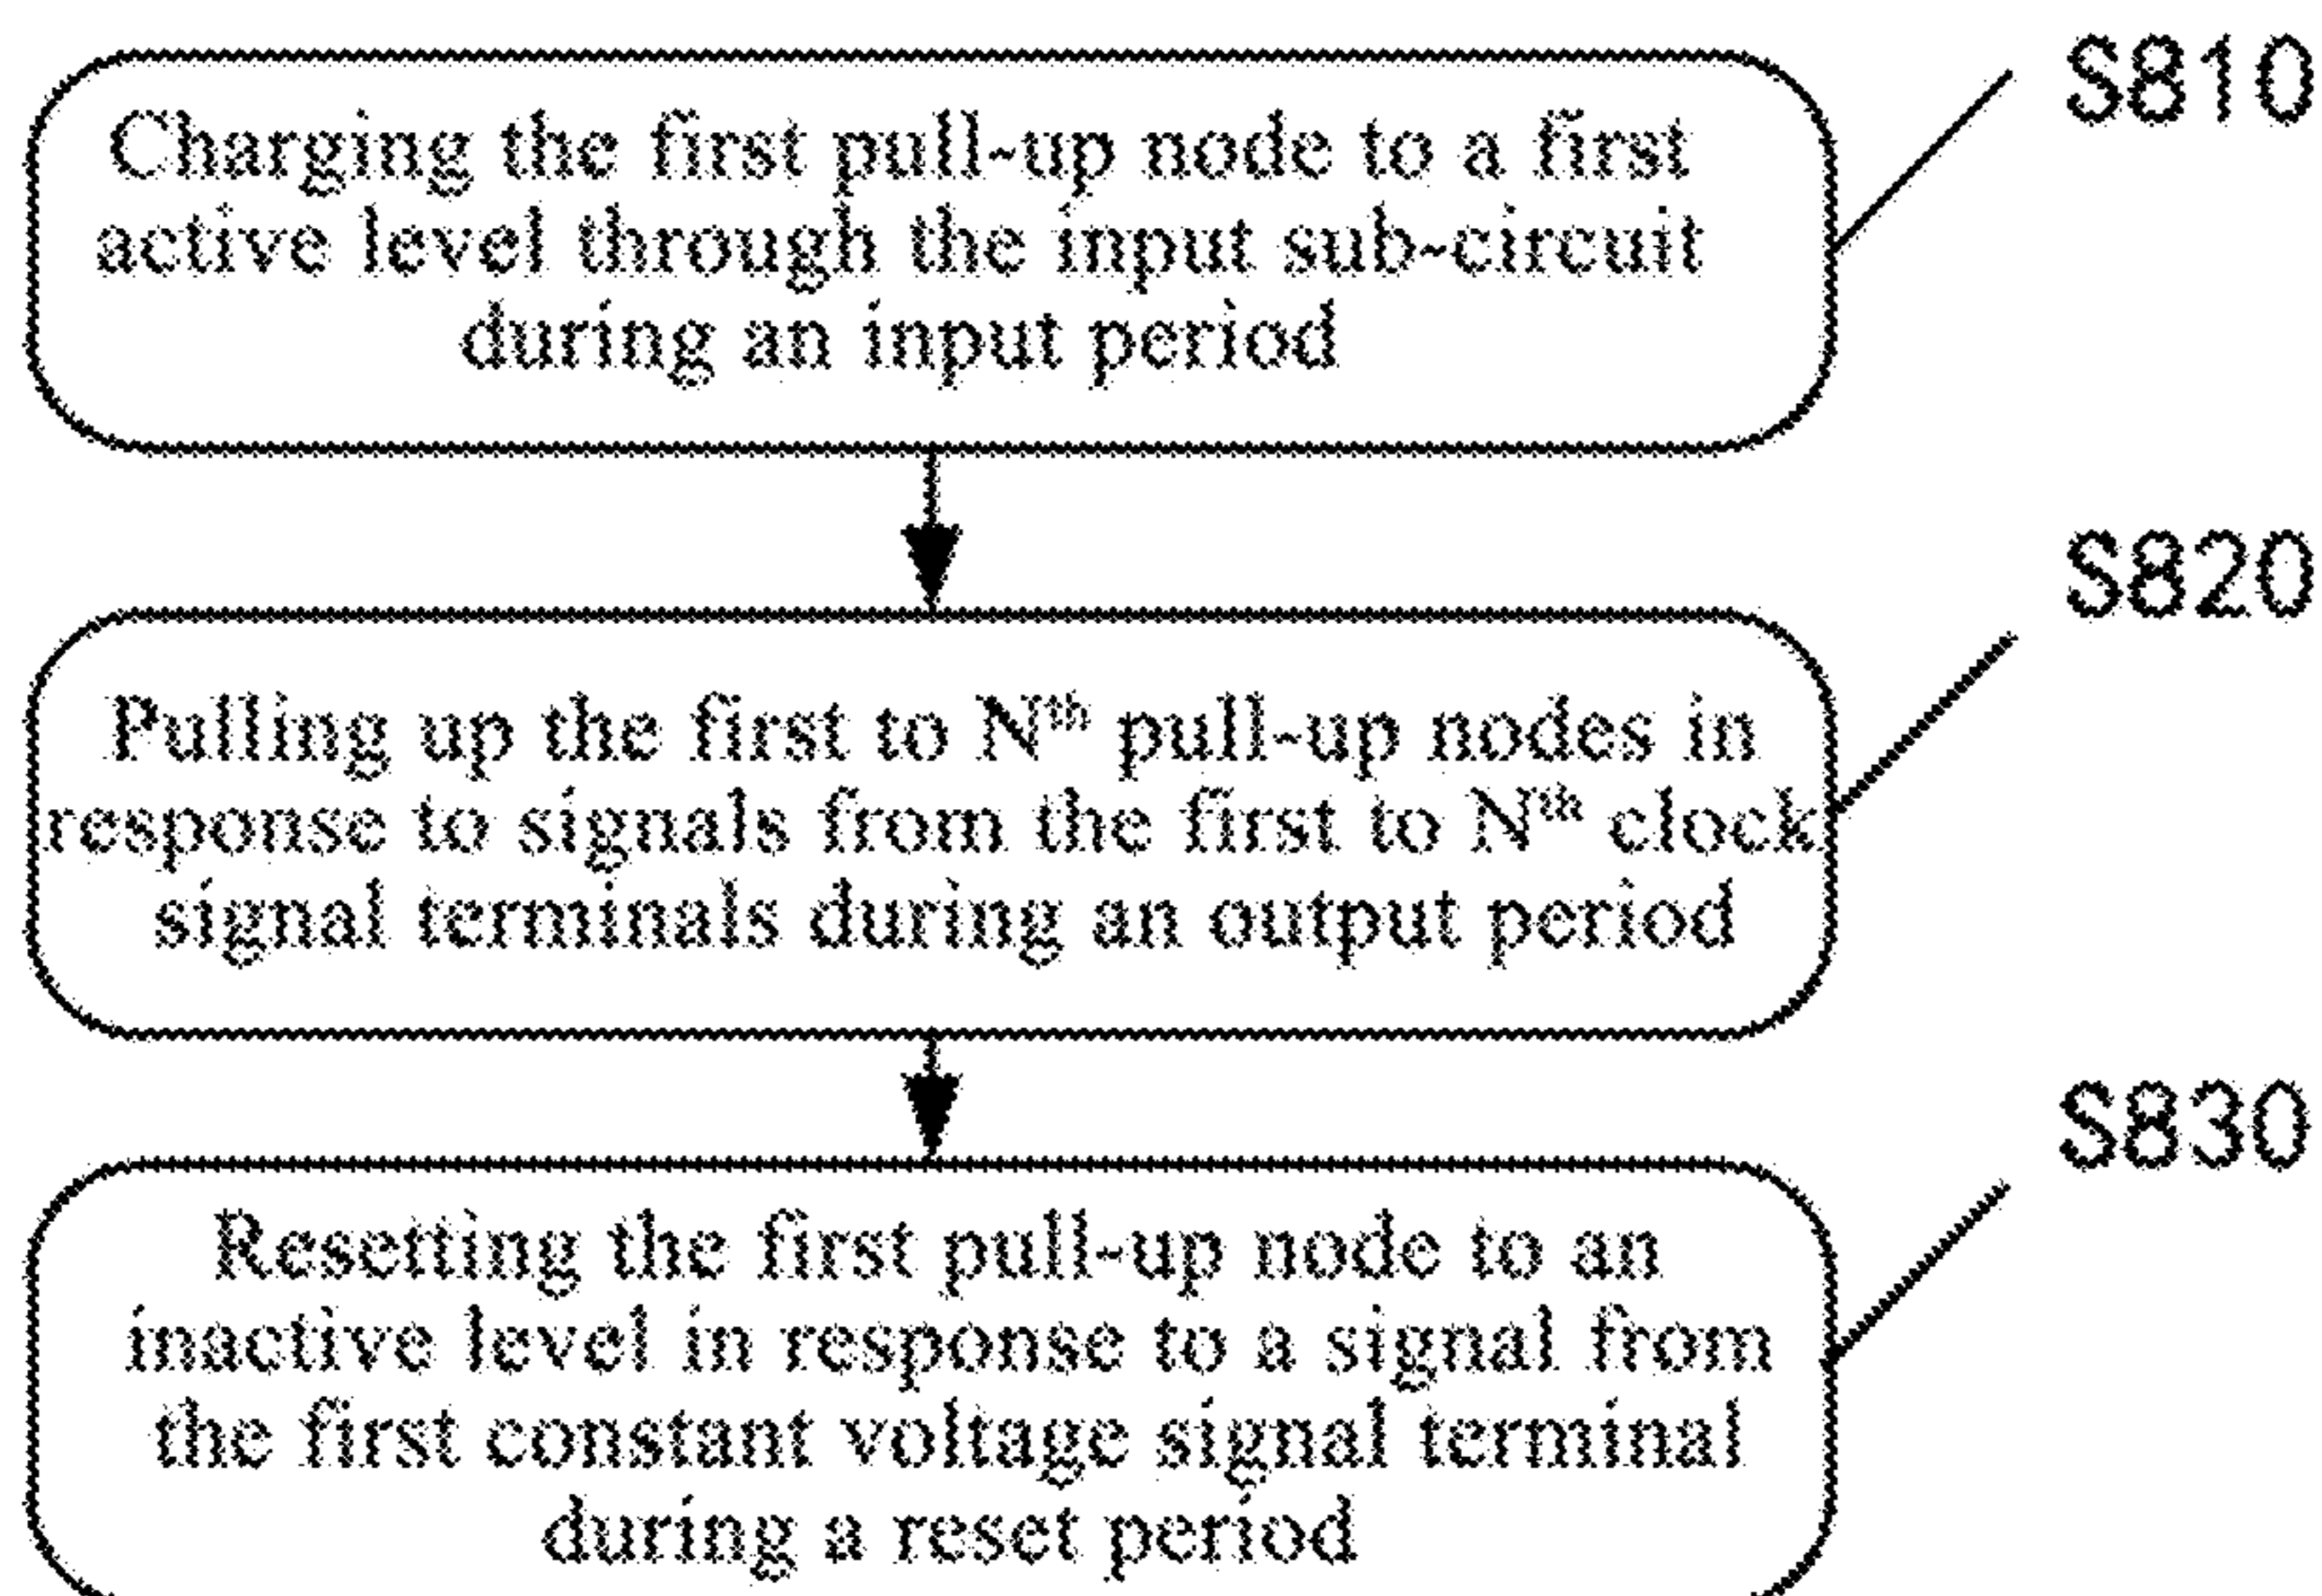 S810
Charging the first pull-up node to a first
active level through the input sub-circuit
during an input period
S820
Pulling up the first to Nth pull-up nodes in
response to signals from the first to Nth clock
signal terminals during an output period
S830
Resetting the first pull-up node to an
inactive level in response to a signal from
the first constant voltage signal terminal
during a reset period